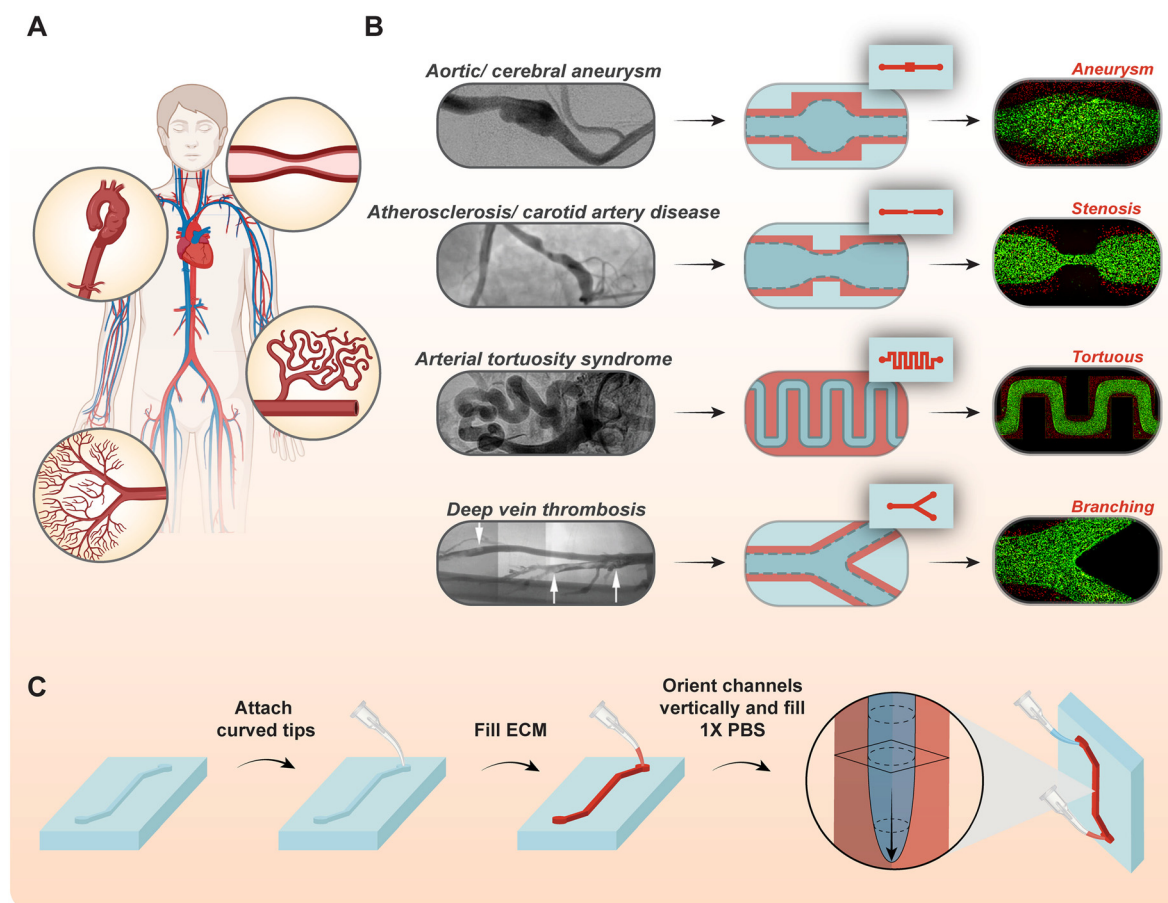 A
B
Aortic/ cerebral aneurysm
Aneurysm
Atherosclerosis/ carotid artery disease
Stenosis
Arterial tortuosity syndrome
Tortuous
Deep vein thrombosis
Branching
C
Attach
curved tips
Fill ECM
Orient channels
vertically and fill
1X PBS